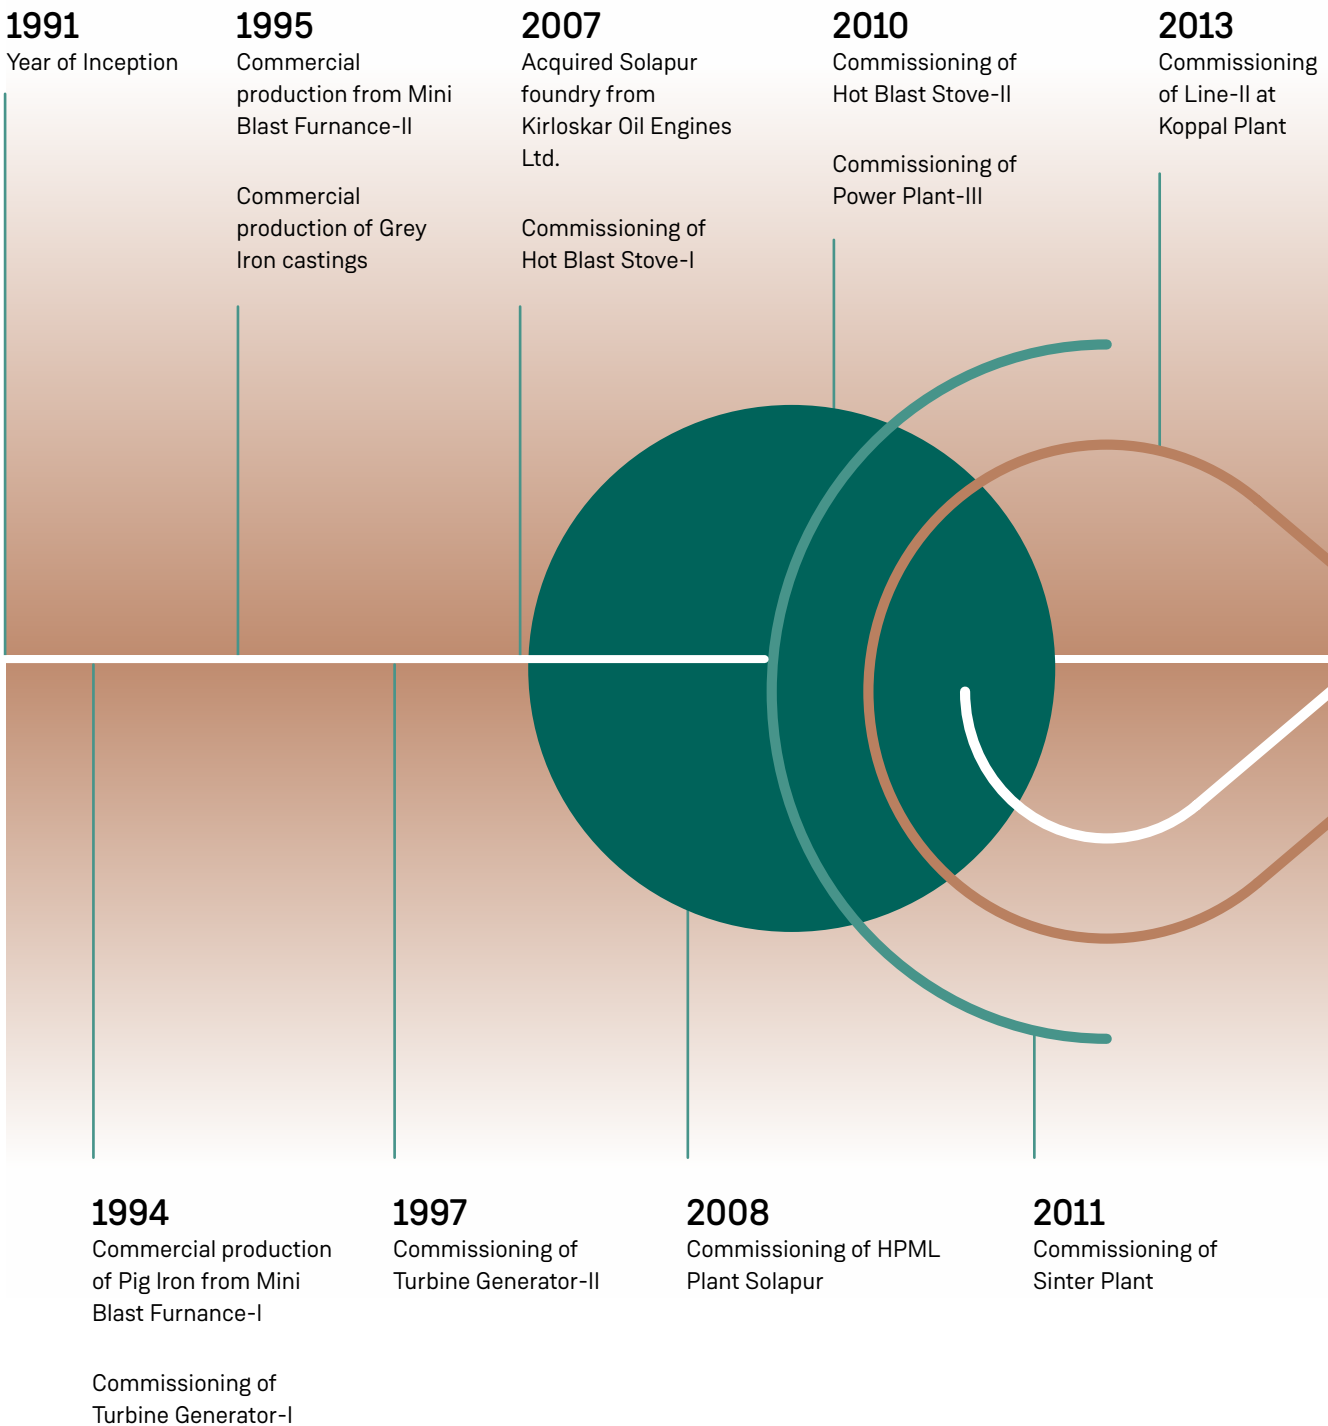 1991
Year of Inception
1995
Commercial
production from Mini
Blast Furnance-II
Commercial
production of Grey
Iron castings
2007
Acquired Solapur
foundry from
Kirloskar Oil Engines
Ltd.
Commissioning of
Hot Blast Stove-I
2010
Commissioning of
Hot Blast Stove-II
Commissioning of
Power Plant-III
2013
Commissioning
of Line-II at
Koppal Plant
1994
Commercial production
of Pig Iron from Mini
Blast Furnance-I
Commissioning of
Turbine Generator-I
1997
Commissioning of
Turbine Generator-II
2008
Commissioning of HPML
Plant Solapur
2011
Commissioning of
Sinter Plant